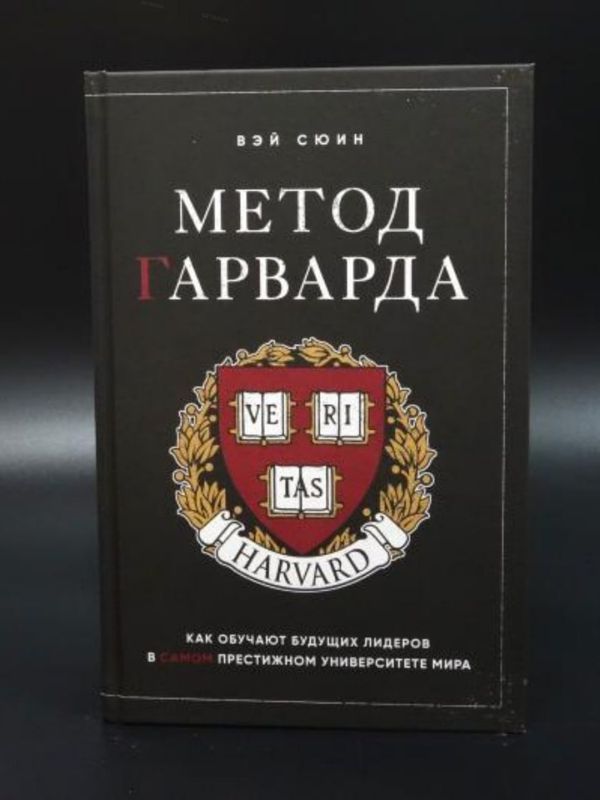 ВЭЙ СЮИН
МЕТОД
ГАРВАРДА
VE RI
TAS
HARVARD
КАК ОБУЧАЮТ БУДУЩИХ ЛИДЕРОВ
В САМОМ ПРЕСТИЖНОМ УНИВЕРСИТЕТЕ МИРА